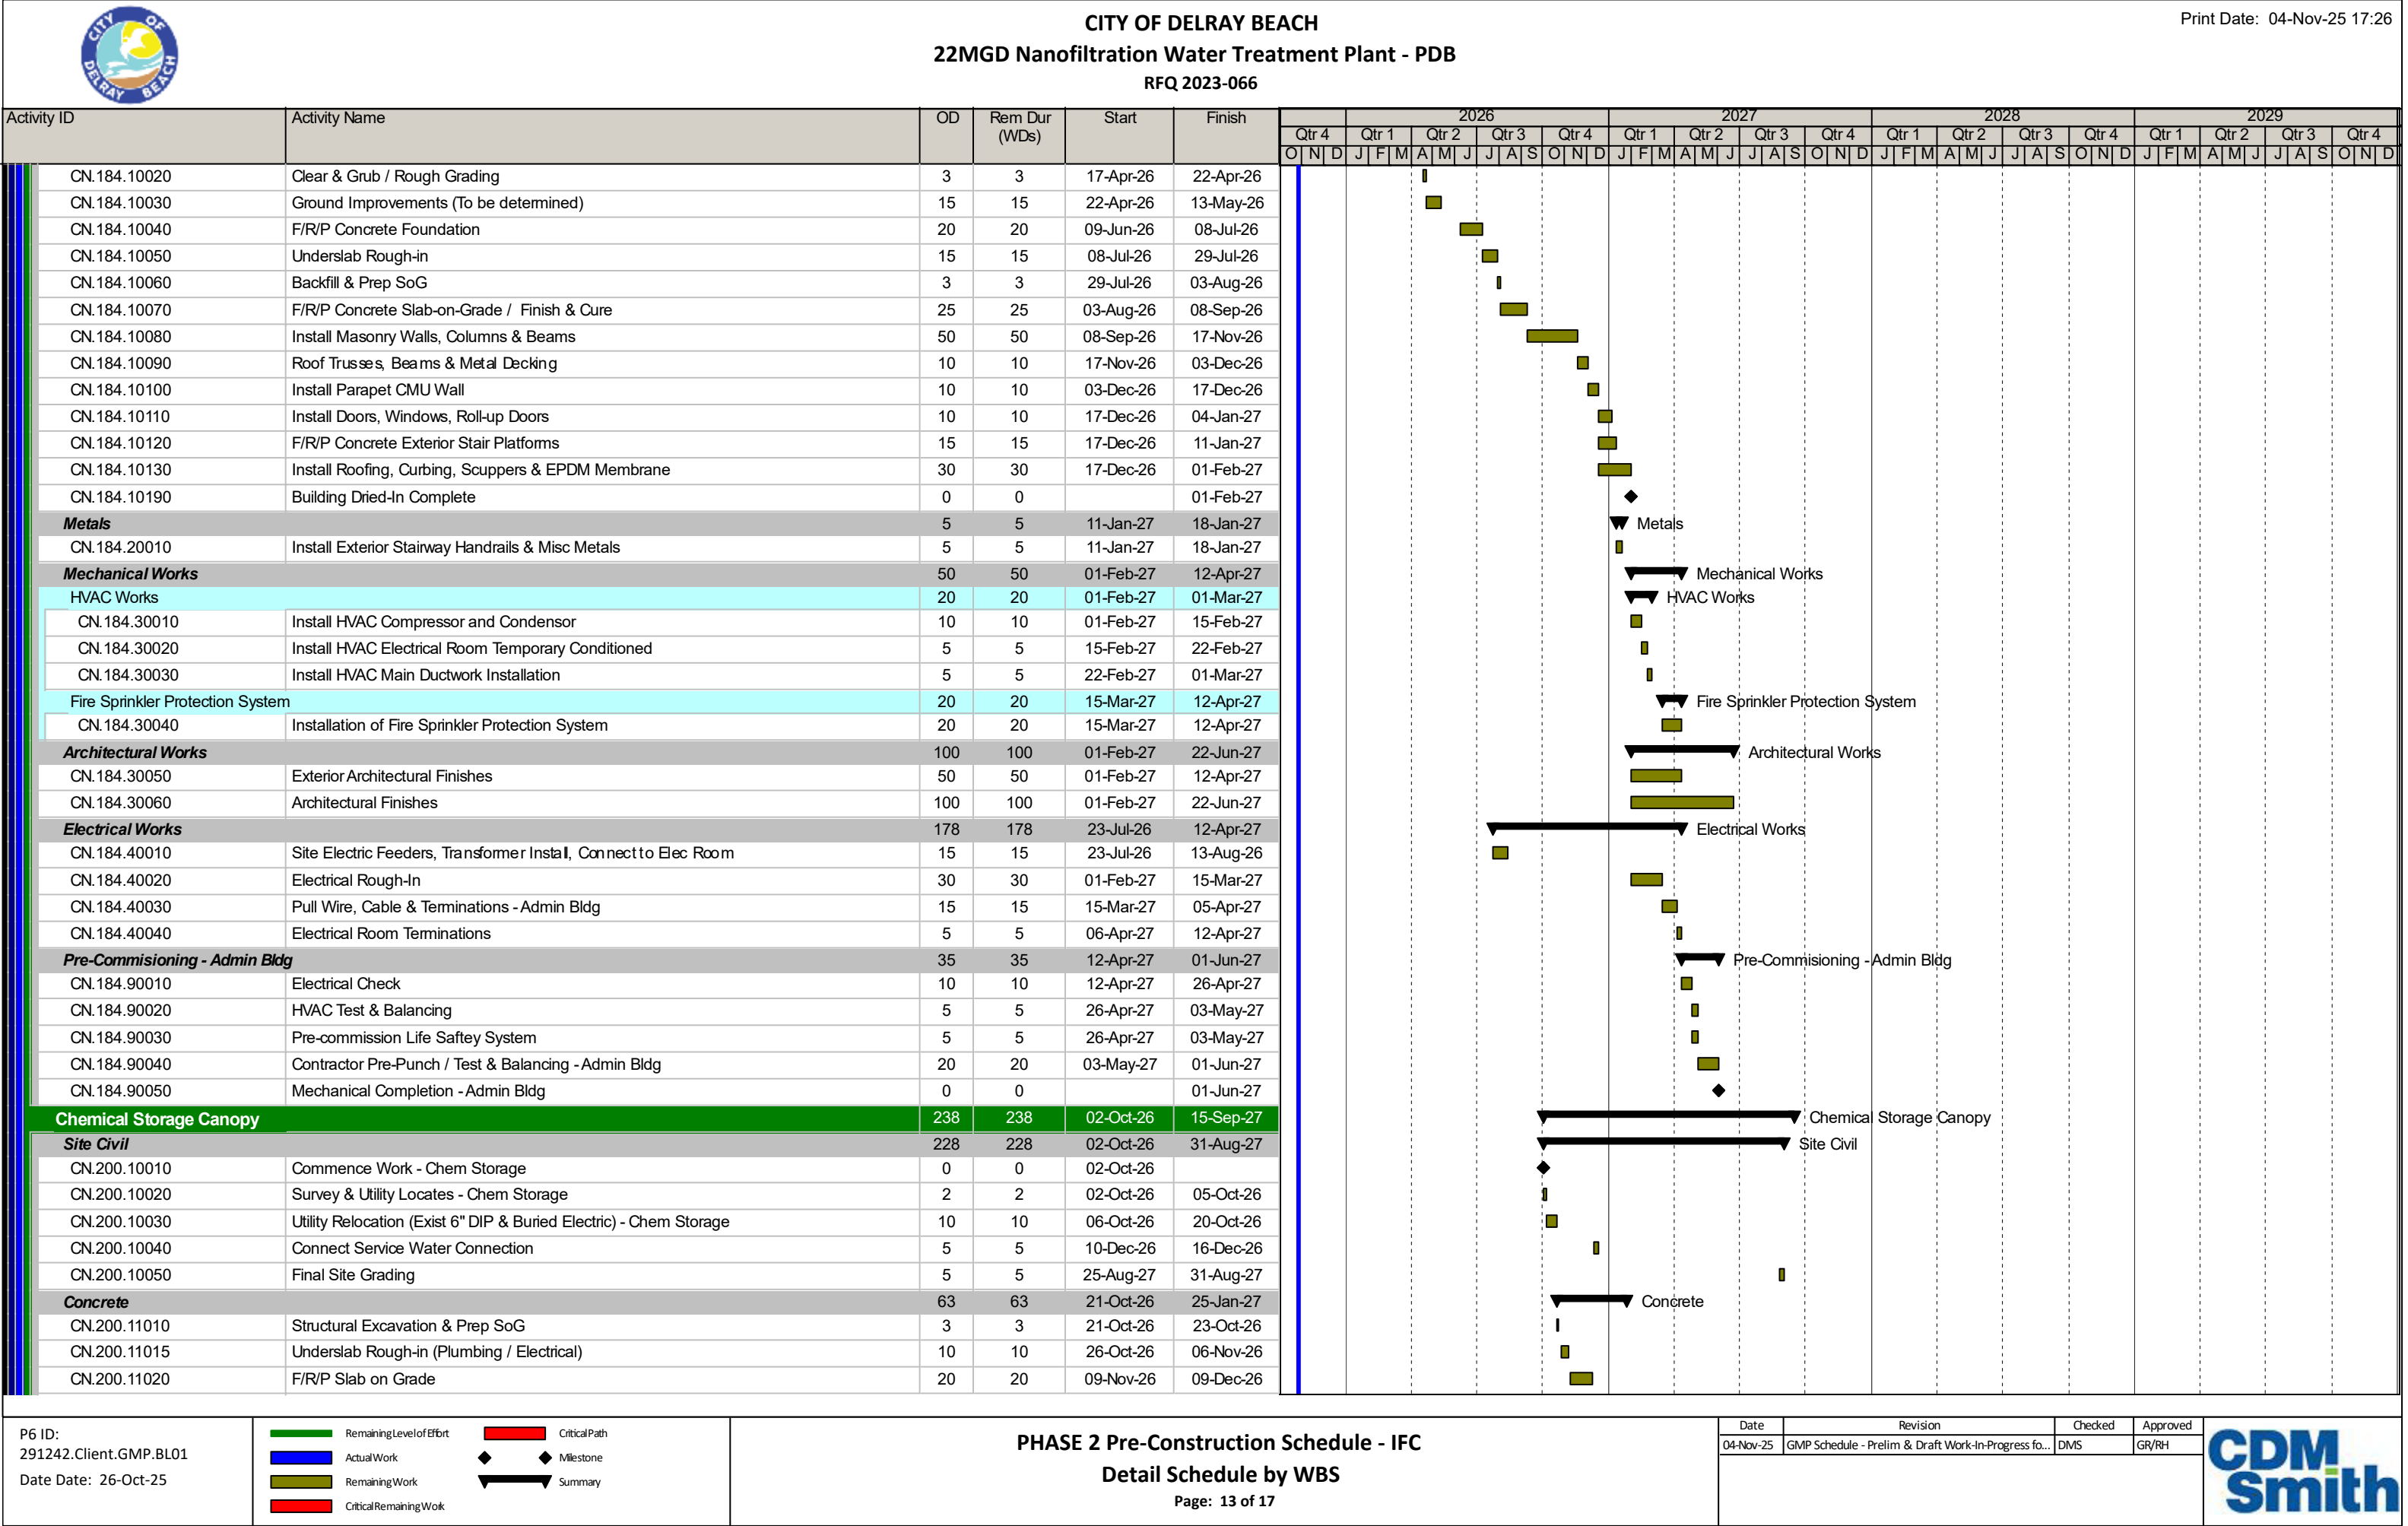 CITY OF DELRAY BEACH
CITY OF DELRAY BEACH
22MGD Nanofiltration Water Treatment Plant - PDB
RFQ 2023-066
Print Date: 04-Nov-25 17:26
Activity ID Activity Name OD Rem Dur (WDs) Start Finish
2026 2027 2028 2029
Qtr 4 Qtr 1 Qtr 2 Qtr 3 Qtr 4 Qtr 1 Qtr 2 Qtr 3 Qtr 4 Qtr 1 Qtr 2 Qtr 3 Qtr 4 Qtr 1 Qtr 2 Qtr 3 Qtr 4
O N D J F M A M J J A S O N D J F M A M J J A S O N D J F M A M J J A S O N D J F M A M J J A S O N D
CN.184.10020 Clear & Grub / Rough Grading 3 3 17-Apr-26 22-Apr-26
CN.184.10030 Ground Improvements (To be determined) 15 15 22-Apr-26 13-May-26
CN.184.10040 F/R/P Concrete Foundation 20 20 09-Jun-26 08-Jul-26
CN.184.10050 Underslab Rough-in 15 15 08-Jul-26 29-Jul-26
CN.184.10060 Backfill & Prep SoG 3 3 29-Jul-26 03-Aug-26
CN.184.10070 F/R/P Concrete Slab-on-Grade / Finish & Cure 25 25 03-Aug-26 08-Sep-26
CN.184.10080 Install Masonry Walls, Columns & Beams 50 50 08-Sep-26 17-Nov-26
CN.184.10090 Roof Trusses, Beams & Metal Decking 10 10 17-Nov-26 03-Dec-26
CN.184.10100 Install Parapet CMU Wall 10 10 03-Dec-26 17-Dec-26
CN.184.10110 Install Doors, Windows, Roll-up Doors 10 10 17-Dec-26 04-Jan-27
CN.184.10120 F/R/P Concrete Exterior Stair Platforms 15 15 17-Dec-26 11-Jan-27
CN.184.10130 Install Roofing, Curbing, Scuppers & EPDM Membrane 30 30 17-Dec-26 01-Feb-27
CN.184.10190 Building Dried-In Complete 0 0 01-Feb-27
Metals 5 5 11-Jan-27 18-Jan-27 Metals
CN.184.20010 Install Exterior Stairway Handrails & Misc Metals 5 5 11-Jan-27 18-Jan-27
Mechanical Works 50 50 01-Feb-27 12-Apr-27 Mechanical Works
HVAC Works 20 20 01-Feb-27 01-Mar-27 HVAC Works
CN.184.30010 Install HVAC Compressor and Condensor 10 10 01-Feb-27 15-Feb-27
CN.184.30020 Install HVAC Electrical Room Temporary Conditioned 5 5 15-Feb-27 22-Feb-27
CN.184.30030 Install HVAC Main Ductwork Installation 5 5 22-Feb-27 01-Mar-27
Fire Sprinkler Protection System 20 20 15-Mar-27 12-Apr-27 Fire Sprinkler Protection System
CN.184.30040 Installation of Fire Sprinkler Protection System 20 20 15-Mar-27 12-Apr-27
Architectural Works 100 100 01-Feb-27 22-Jun-27 Architectural Works
CN.184.30050 Exterior Architectural Finishes 50 50 01-Feb-27 12-Apr-27
CN.184.30060 Architectural Finishes 100 100 01-Feb-27 22-Jun-27
Electrical Works 178 178 23-Jul-26 12-Apr-27 Electrical Works
CN.184.40010 Site Electric Feeders, Transformer Install, Connect to Elec Room 15 15 23-Jul-26 13-Aug-26
CN.184.40020 Electrical Rough-In 30 30 01-Feb-27 15-Mar-27
CN.184.40030 Pull Wire, Cable & Terminations - Admin Bldg 15 15 15-Mar-27 05-Apr-27
CN.184.40040 Electrical Room Terminations 5 5 06-Apr-27 12-Apr-27
Pre-Commisioning - Admin Bldg 35 35 12-Apr-27 01-Jun-27 Pre-Commisioning - Admin Bldg
CN.184.90010 Electrical Check 10 10 12-Apr-27 26-Apr-27
CN.184.90020 HVAC Test & Balancing 5 5 26-Apr-27 03-May-27
CN.184.90030 Pre-commission Life Saftey System 5 5 26-Apr-27 03-May-27
CN.184.90040 Contractor Pre-Punch / Test & Balancing - Admin Bldg 20 20 03-May-27 01-Jun-27
CN.184.90050 Mechanical Completion - Admin Bldg 0 0 01-Jun-27
Chemical Storage Canopy 238 238 02-Oct-26 15-Sep-27 Chemical Storage Canopy
Site Civil 228 228 02-Oct-26 31-Aug-27 Site Civil
CN.200.10010 Commence Work - Chem Storage 0 0 02-Oct-26
CN.200.10020 Survey & Utility Locates - Chem Storage 2 2 02-Oct-26 05-Oct-26
CN.200.10030 Utility Relocation (Exist 6" DIP & Buried Electric) - Chem Storage 10 10 06-Oct-26 20-Oct-26
CN.200.10040 Connect Service Water Connection 5 5 10-Dec-26 16-Dec-26
CN.200.10050 Final Site Grading 5 5 25-Aug-27 31-Aug-27
Concrete 63 63 21-Oct-26 25-Jan-27 Concrete
CN.200.11010 Structural Excavation & Prep SoG 3 3 21-Oct-26 23-Oct-26
CN.200.11015 Underslab Rough-in (Plumbing / Electrical) 10 10 26-Oct-26 06-Nov-26
CN.200.11020 F/R/P Slab on Grade 20 20 09-Nov-26 09-Dec-26
P6 ID:
291242.Client.GMP.BL01
Date Date: 26-Oct-25
Remaining Level of Effort Critical Path
Actual Work Milestone
Remaining Work Summary
Critical Remaining Work
PHASE 2 Pre-Construction Schedule - IFC
Detail Schedule by WBS
Page: 13 of 17
Date Revision Checked Approved
04-Nov-25 GMP Schedule - Prelim & Draft Work-In-Progress fo... DMS GR/RH
CDM
Smith